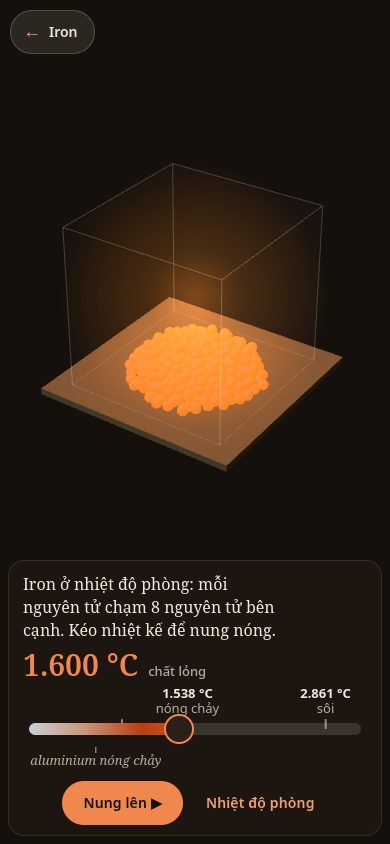 ← Iron
Iron ở nhiệt độ phòng: mỗi
nguyên tử chạm 8 nguyên tử bên
cạnh. Kéo nhiệt kế để nung nóng.
1.600 °C chất lỏng
1.538 °C 2.861 °C
nóng chảy sôi
aluminium nóng chảy
Nung lên ▶ Nhiệt độ phòng